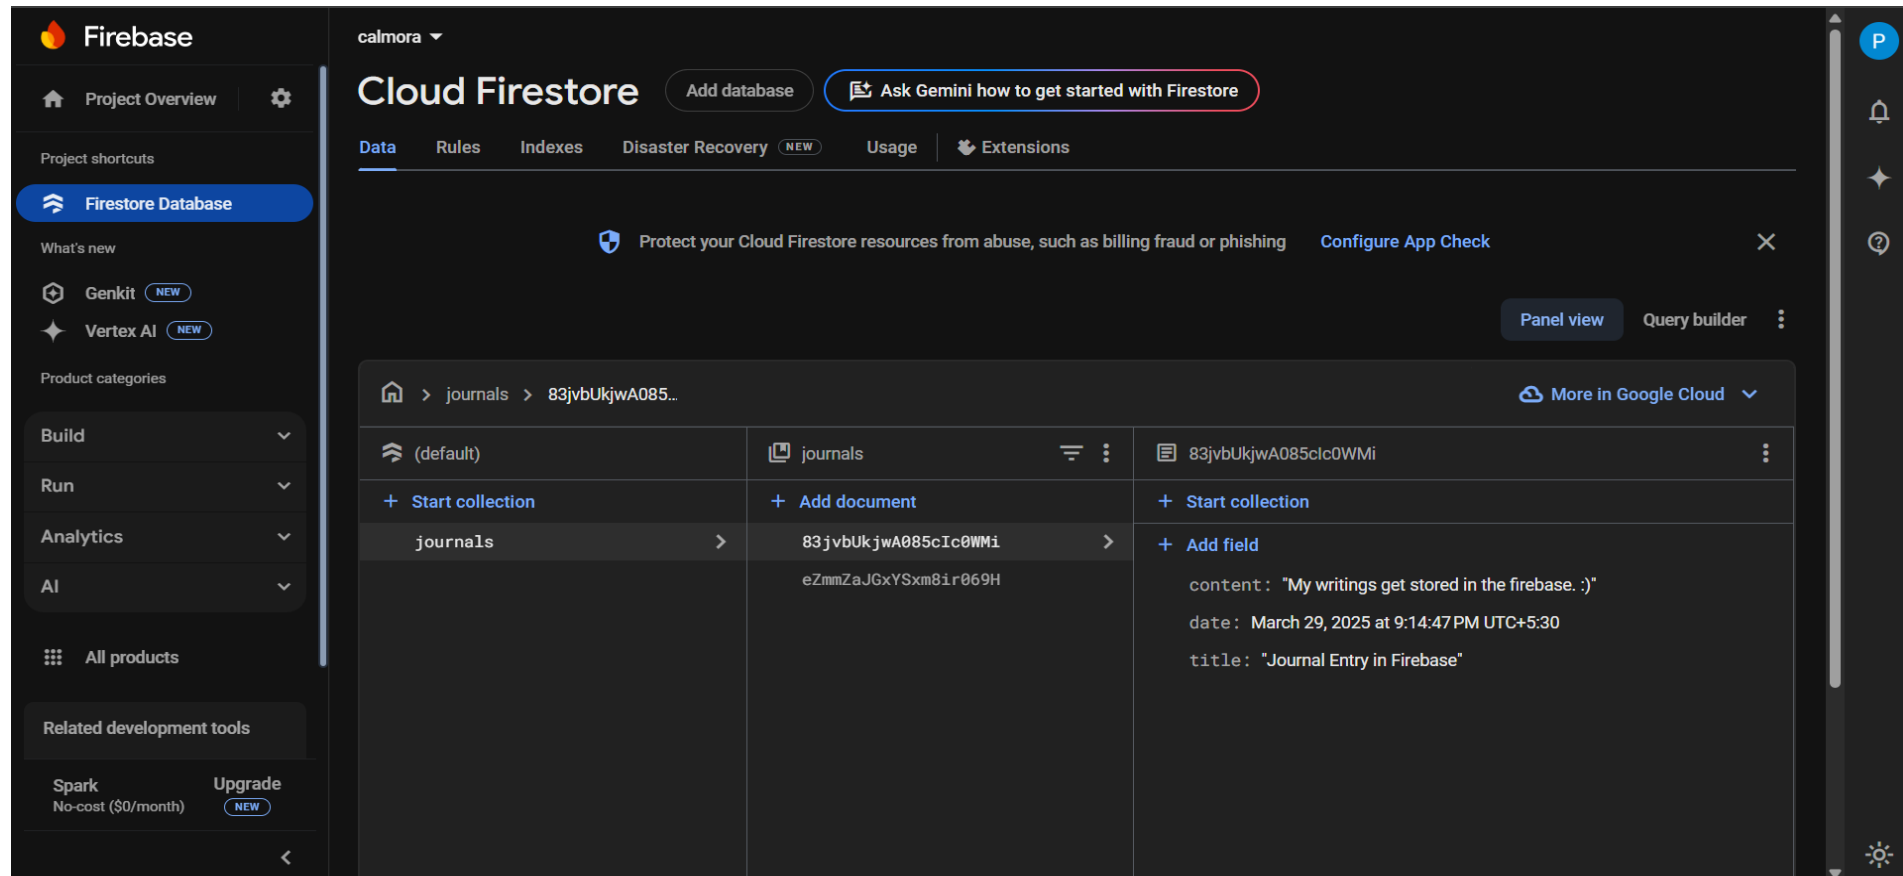 Firebase
Project Overview
Project shortcuts
Firestore Database
What's new
Genkit NEW
Vertex AI NEW
Product categories
Build
Run
Analytics
AI
All products
Related development tools
Spark
No-cost ($0/month)
Upgrade
NEW
calmora
Cloud Firestore
Add database
Ask Gemini how to get started with Firestore
Data Rules Indexes Disaster Recovery NEW Usage Extensions
Protect your Cloud Firestore resources from abuse, such as billing fraud or phishing Configure App Check
Panel view Query builder
journals > 83jvbUkjwA085...
More in Google Cloud
(default)
+ Start collection
journals
journals
+ Add document
83jvbUkjwA085cIc0WMi
eZmmZaJGxYSxm8ir069H
83jvbUkjwA085cIc0WMi
+ Start collection
+ Add field
content: "My writings get stored in the firebase. :)"
date: March 29, 2025 at 9:14:47 PM UTC+5:30
title: "Journal Entry in Firebase"
P